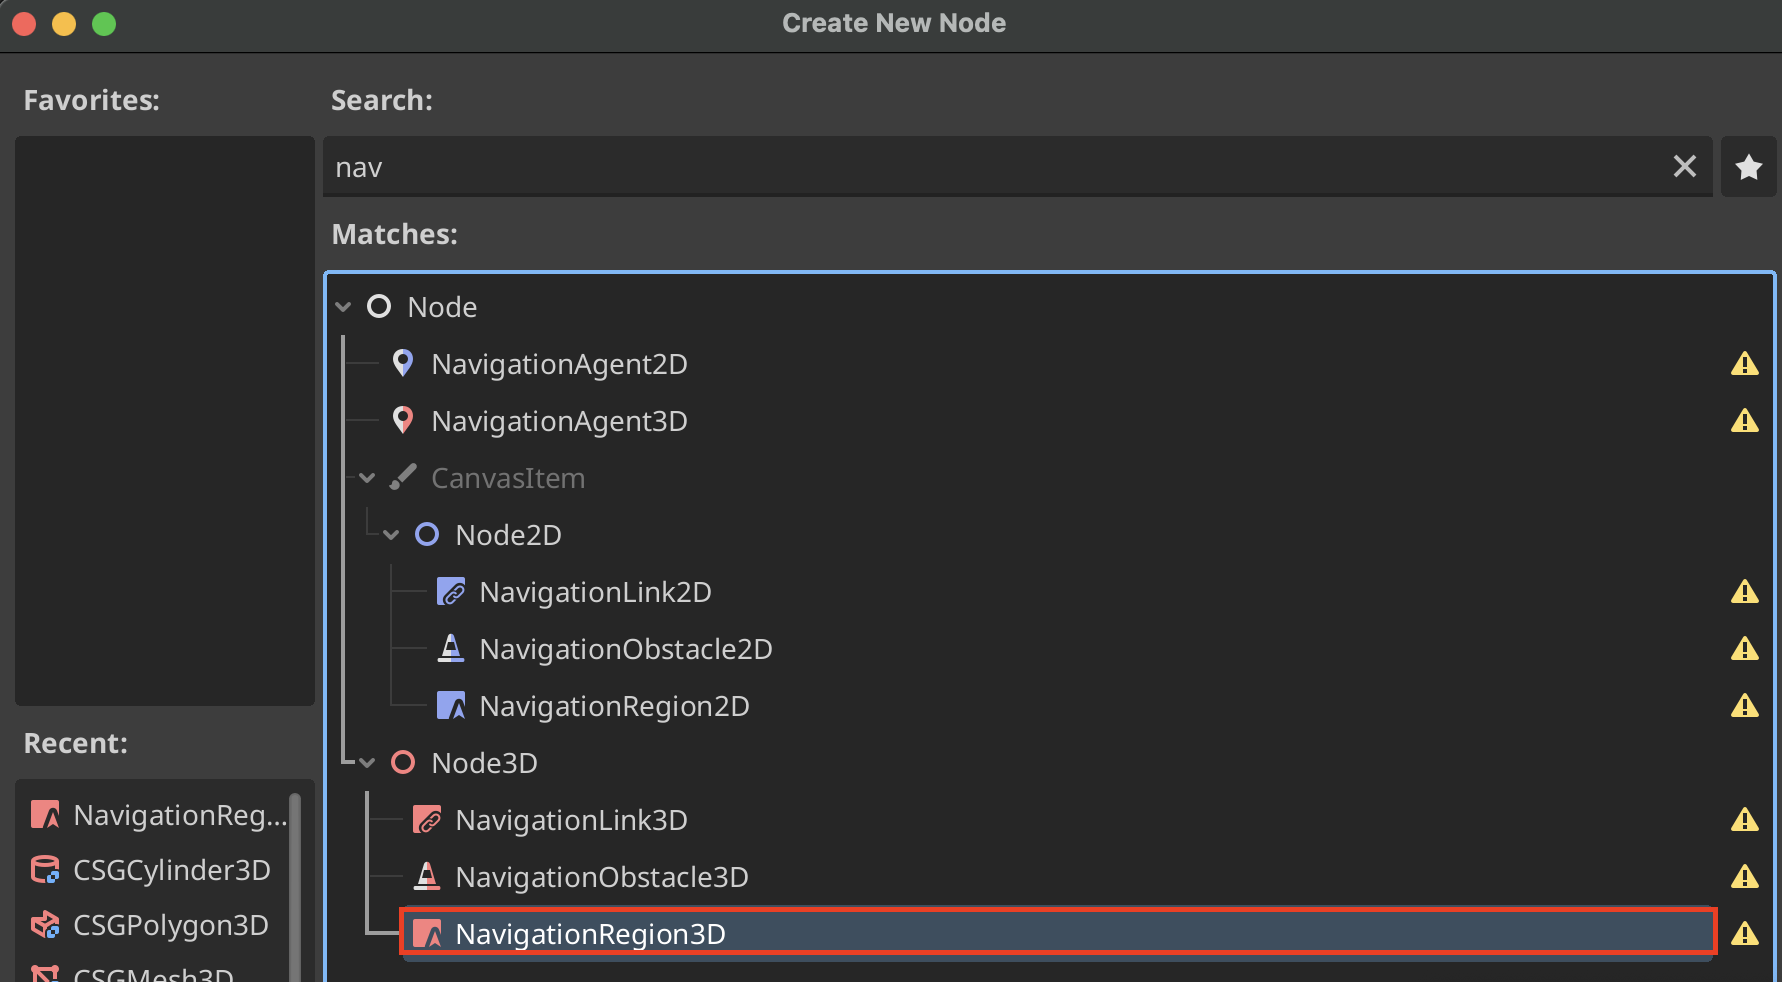 Create New Node
Favorites:
Search:
nav
Matches:
Node
NavigationAgent2D
NavigationAgent3D
CanvasItem
Node2D
NavigationLink2D
NavigationObstacle2D
NavigationRegion2D
Node3D
NavigationLink3D
NavigationObstacle3D
NavigationRegion3D
Recent:
NavigationReg...
CSGCylinder3D
CSGPolygon3D
CSGMesh3D